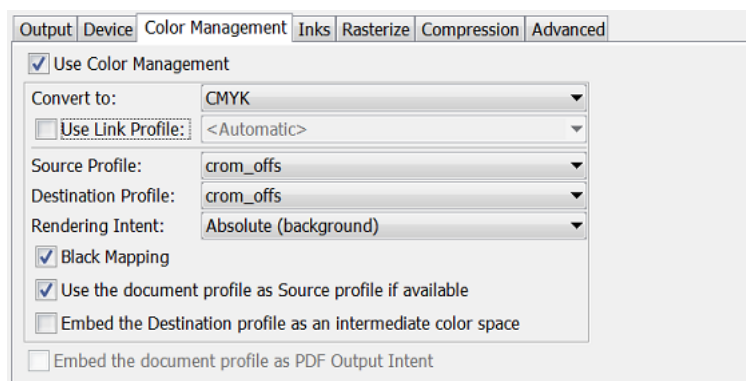 Output Device Color Management Inks Rasterize Compression Advanced
Use Color Management
Convert to: CMYK
Use Link Profile: <Automatic>
Source Profile: crom_offs
Destination Profile: crom_offs
Rendering Intent: Absolute (background)
Black Mapping
Use the document profile as Source profile if available
Embed the Destination profile as an intermediate color space
Embed the document profile as PDF Output Intent